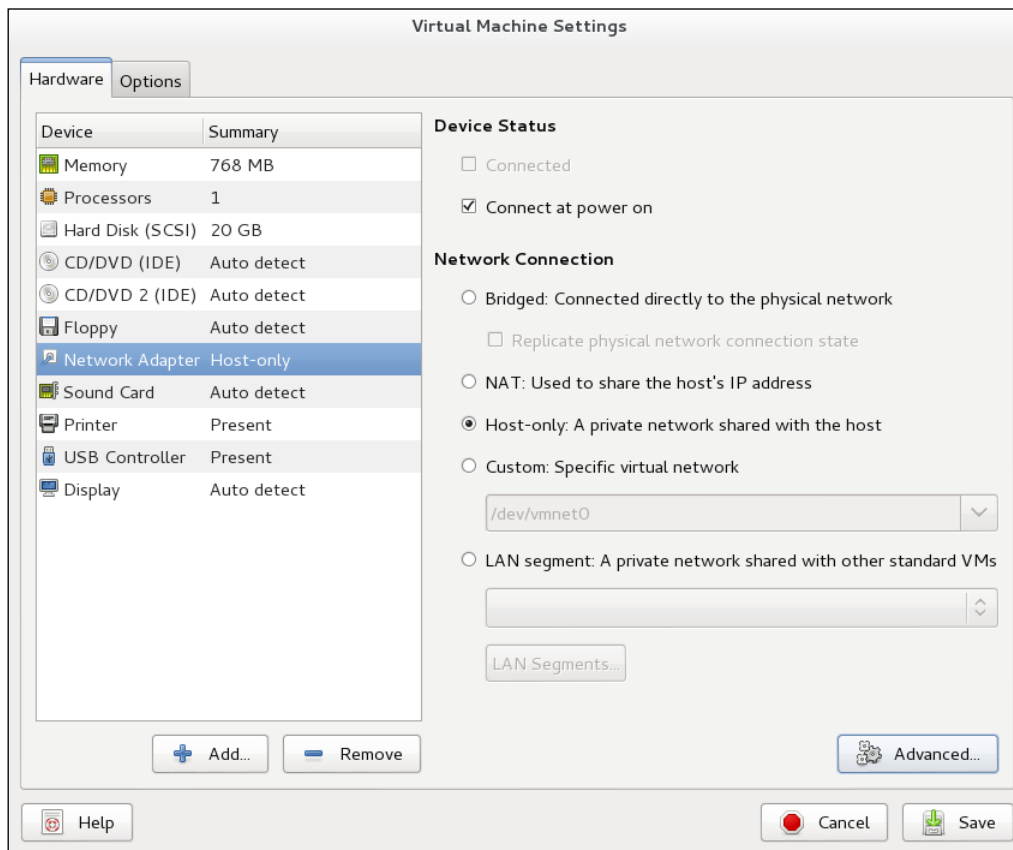 Virtual Machine Settings
Hardware
Options
Device Summary
Memory 768 MB
Processors 1
Hard Disk (SCSI) 20 GB
CD/DVD (IDE) Auto detect
CD/DVD 2 (IDE) Auto detect
Floppy Auto detect
Network Adapter Host-only
Sound Card Auto detect
Printer Present
USB Controller Present
Display Auto detect
Add...
Remove
Device Status
Connected
Connect at power on
Network Connection
Bridged: Connected directly to the physical network
Replicate physical network connection state
NAT: Used to share the host's IP address
Host-only: A private network shared with the host
Custom: Specific virtual network
/dev/vmnet0
LAN segment: A private network shared with other standard VMs
LAN Segments...
Advanced...
Help
Cancel
Save